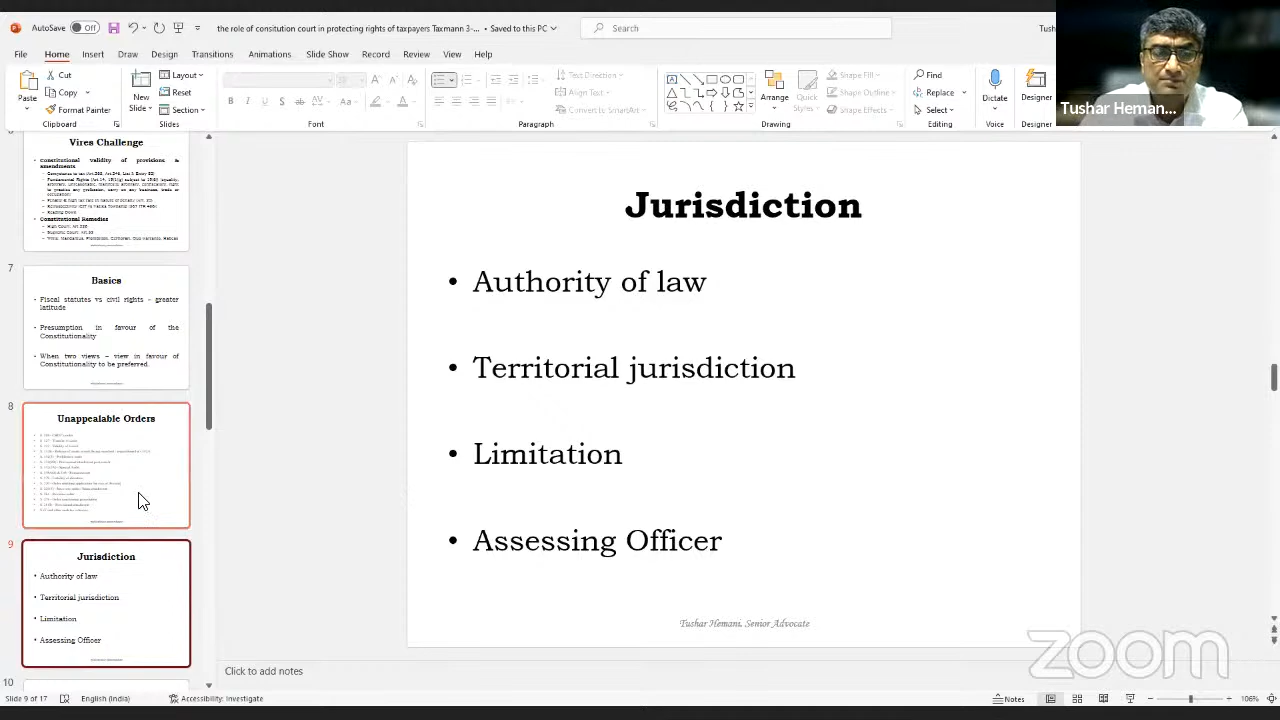 AutoSave Off
the role of consitution court in protecting rights of taxpayers Taxmann 3-... • Saved to this PC
Search
Tush
File Home Insert Draw Design Transitions Animations Slide Show Record Review View Help
Paste
Cut
Copy
Format Painter
Clipboard
New Slide
Layout
Reset
Section
Slides
Font
Text Direction
Align Text
Convert to SmartArt
Paragraph
Arrange
Quick Styles
Shape Fill
Shape Outline
Shape Effects
Drawing
Find
Replace
Select
Editing
Dictate
Voice
Designer
Designer
Tushar Heman...
Vires Challenge
• Constitutional validity of provisions & amendments
• Constitutional Remedies
7
Basics
• Fiscal statutes vs civil rights – greater latitude
• Presumption in favour of the Constitutionality
• When two views – view in favour of Constitutionality to be preferred.
8
Unappealable Orders
9
Jurisdiction
• Authority of law
• Territorial jurisdiction
• Limitation
• Assessing Officer
10
Jurisdiction
• Authority of law
• Territorial jurisdiction
• Limitation
• Assessing Officer
Tushar Hemani, Senior Advocate
zoom
Click to add notes
Slide 9 of 17
English (India)
Accessibility: Investigate
Notes
106%